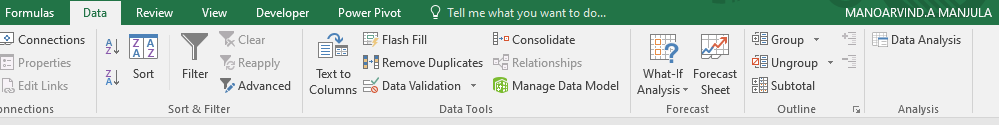 Formulas Data Review View Developer Power Pivot Tell me what you want to do... MANOARVIND.A MANJULA
Connections
Properties
Edit Links
onnections
A Z
Z A
Z A A Z
Sort
Filter
Clear
Reapply
Advanced
Sort & Filter
Text to
Columns
Flash Fill
Remove Duplicates
Data Validation
Consolidate
Relationships
Manage Data Model
Data Tools
What-If
Analysis
Forecast
Sheet
Forecast
Group
Ungroup
Subtotal
Outline
Data Analysis
Analysis